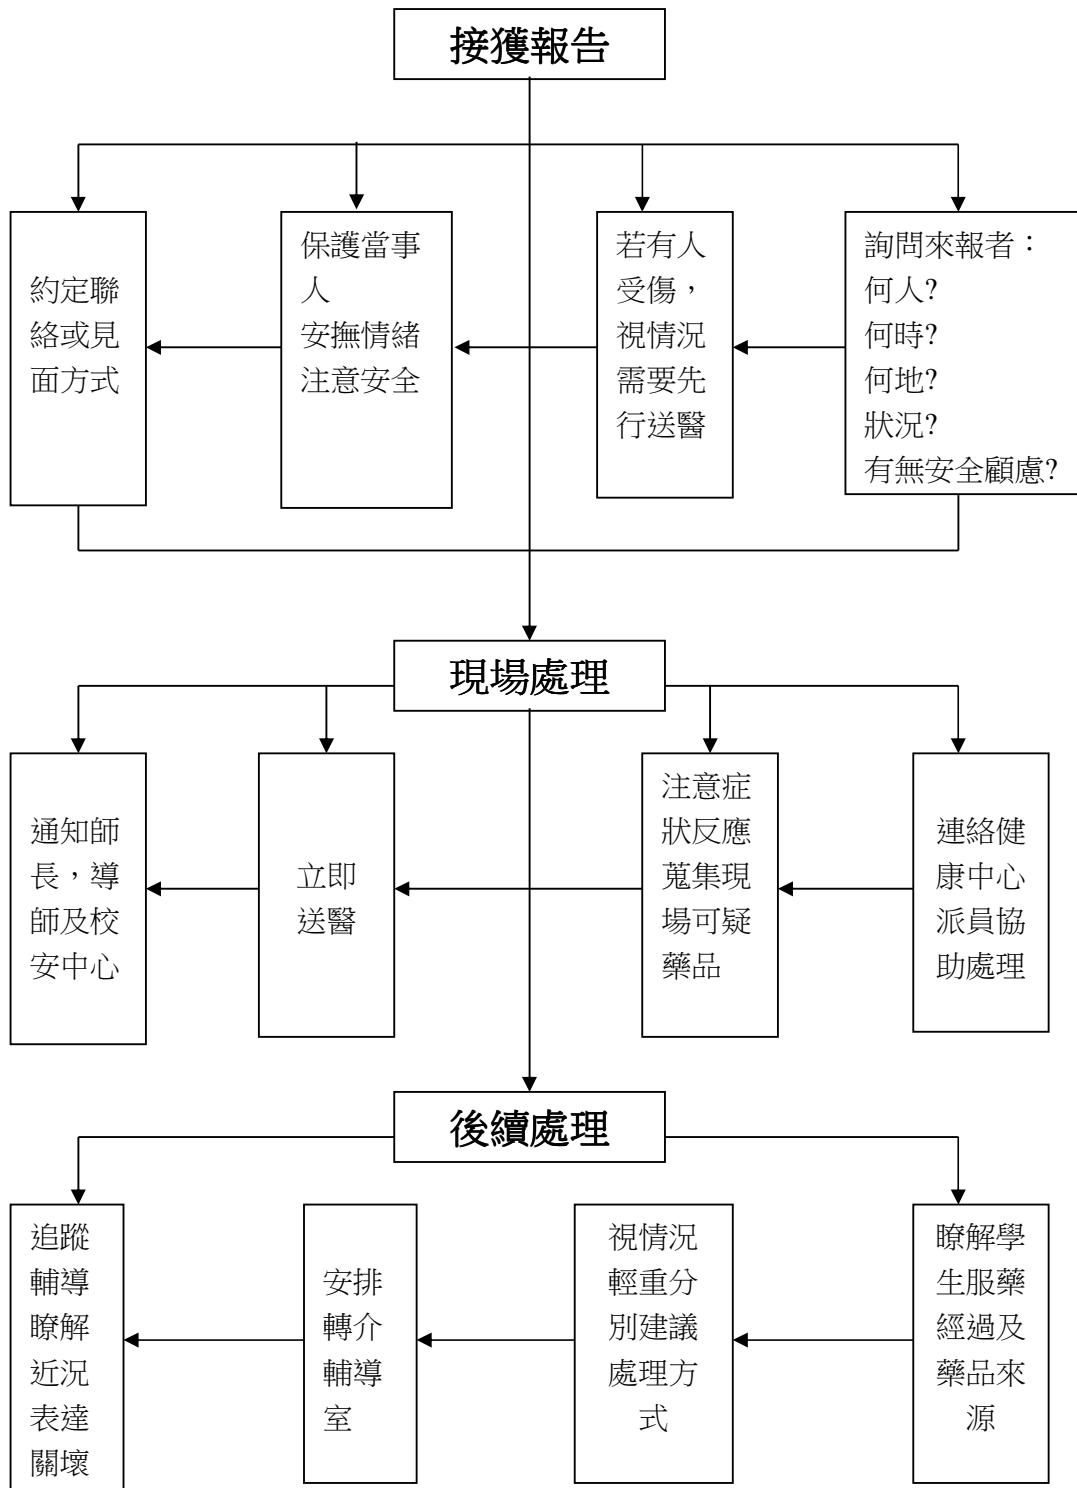 接獲報告
約定聯
絡或見
面方式
保護當事
人
安撫情緒
注意安全
若有人
受傷，
視情況
需要先
行送醫
詢問來報者：
何人?
何時?
何地?
狀況?
有無安全顧慮?
現場處理
通知師
長，導
師及校
安中心
立即
送醫
注意症
狀反應
蒐集現
場可疑
藥品
連絡健
康中心
派員協
助處理
後續處理
追蹤
輔導
瞭解
近況
表達
關壞
安排
轉介
輔導
室
視情況
輕重分
別建議
處理方
式
瞭解學
生服藥
經過及
藥品來
源